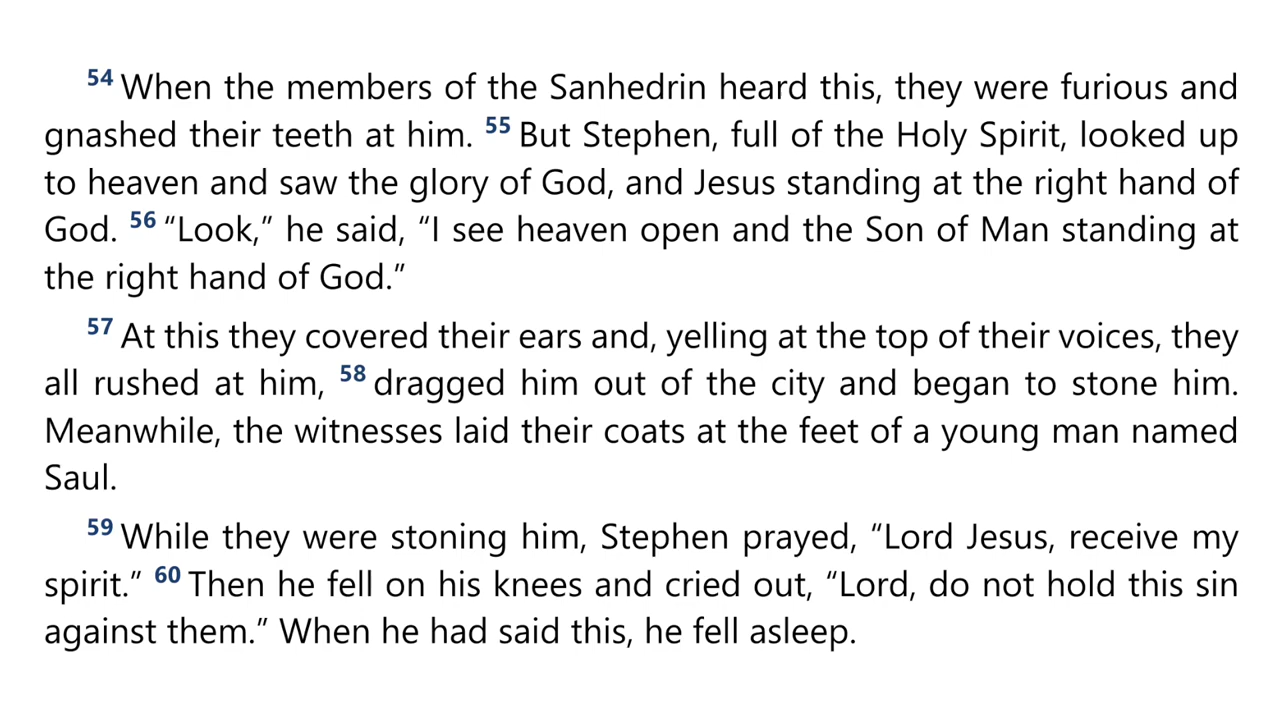 54 When the members of the Sanhedrin heard this, they were furious and
gnashed their teeth at him. 55 But Stephen, full of the Holy Spirit, looked up
to heaven and saw the glory of God, and Jesus standing at the right hand of
God. 56 “Look,” he said, “I see heaven open and the Son of Man standing at
the right hand of God.”
57 At this they covered their ears and, yelling at the top of their voices, they
all rushed at him, 58 dragged him out of the city and began to stone him.
Meanwhile, the witnesses laid their coats at the feet of a young man named
Saul.
59 While they were stoning him, Stephen prayed, “Lord Jesus, receive my
spirit.” 60 Then he fell on his knees and cried out, “Lord, do not hold this sin
against them.” When he had said this, he fell asleep.